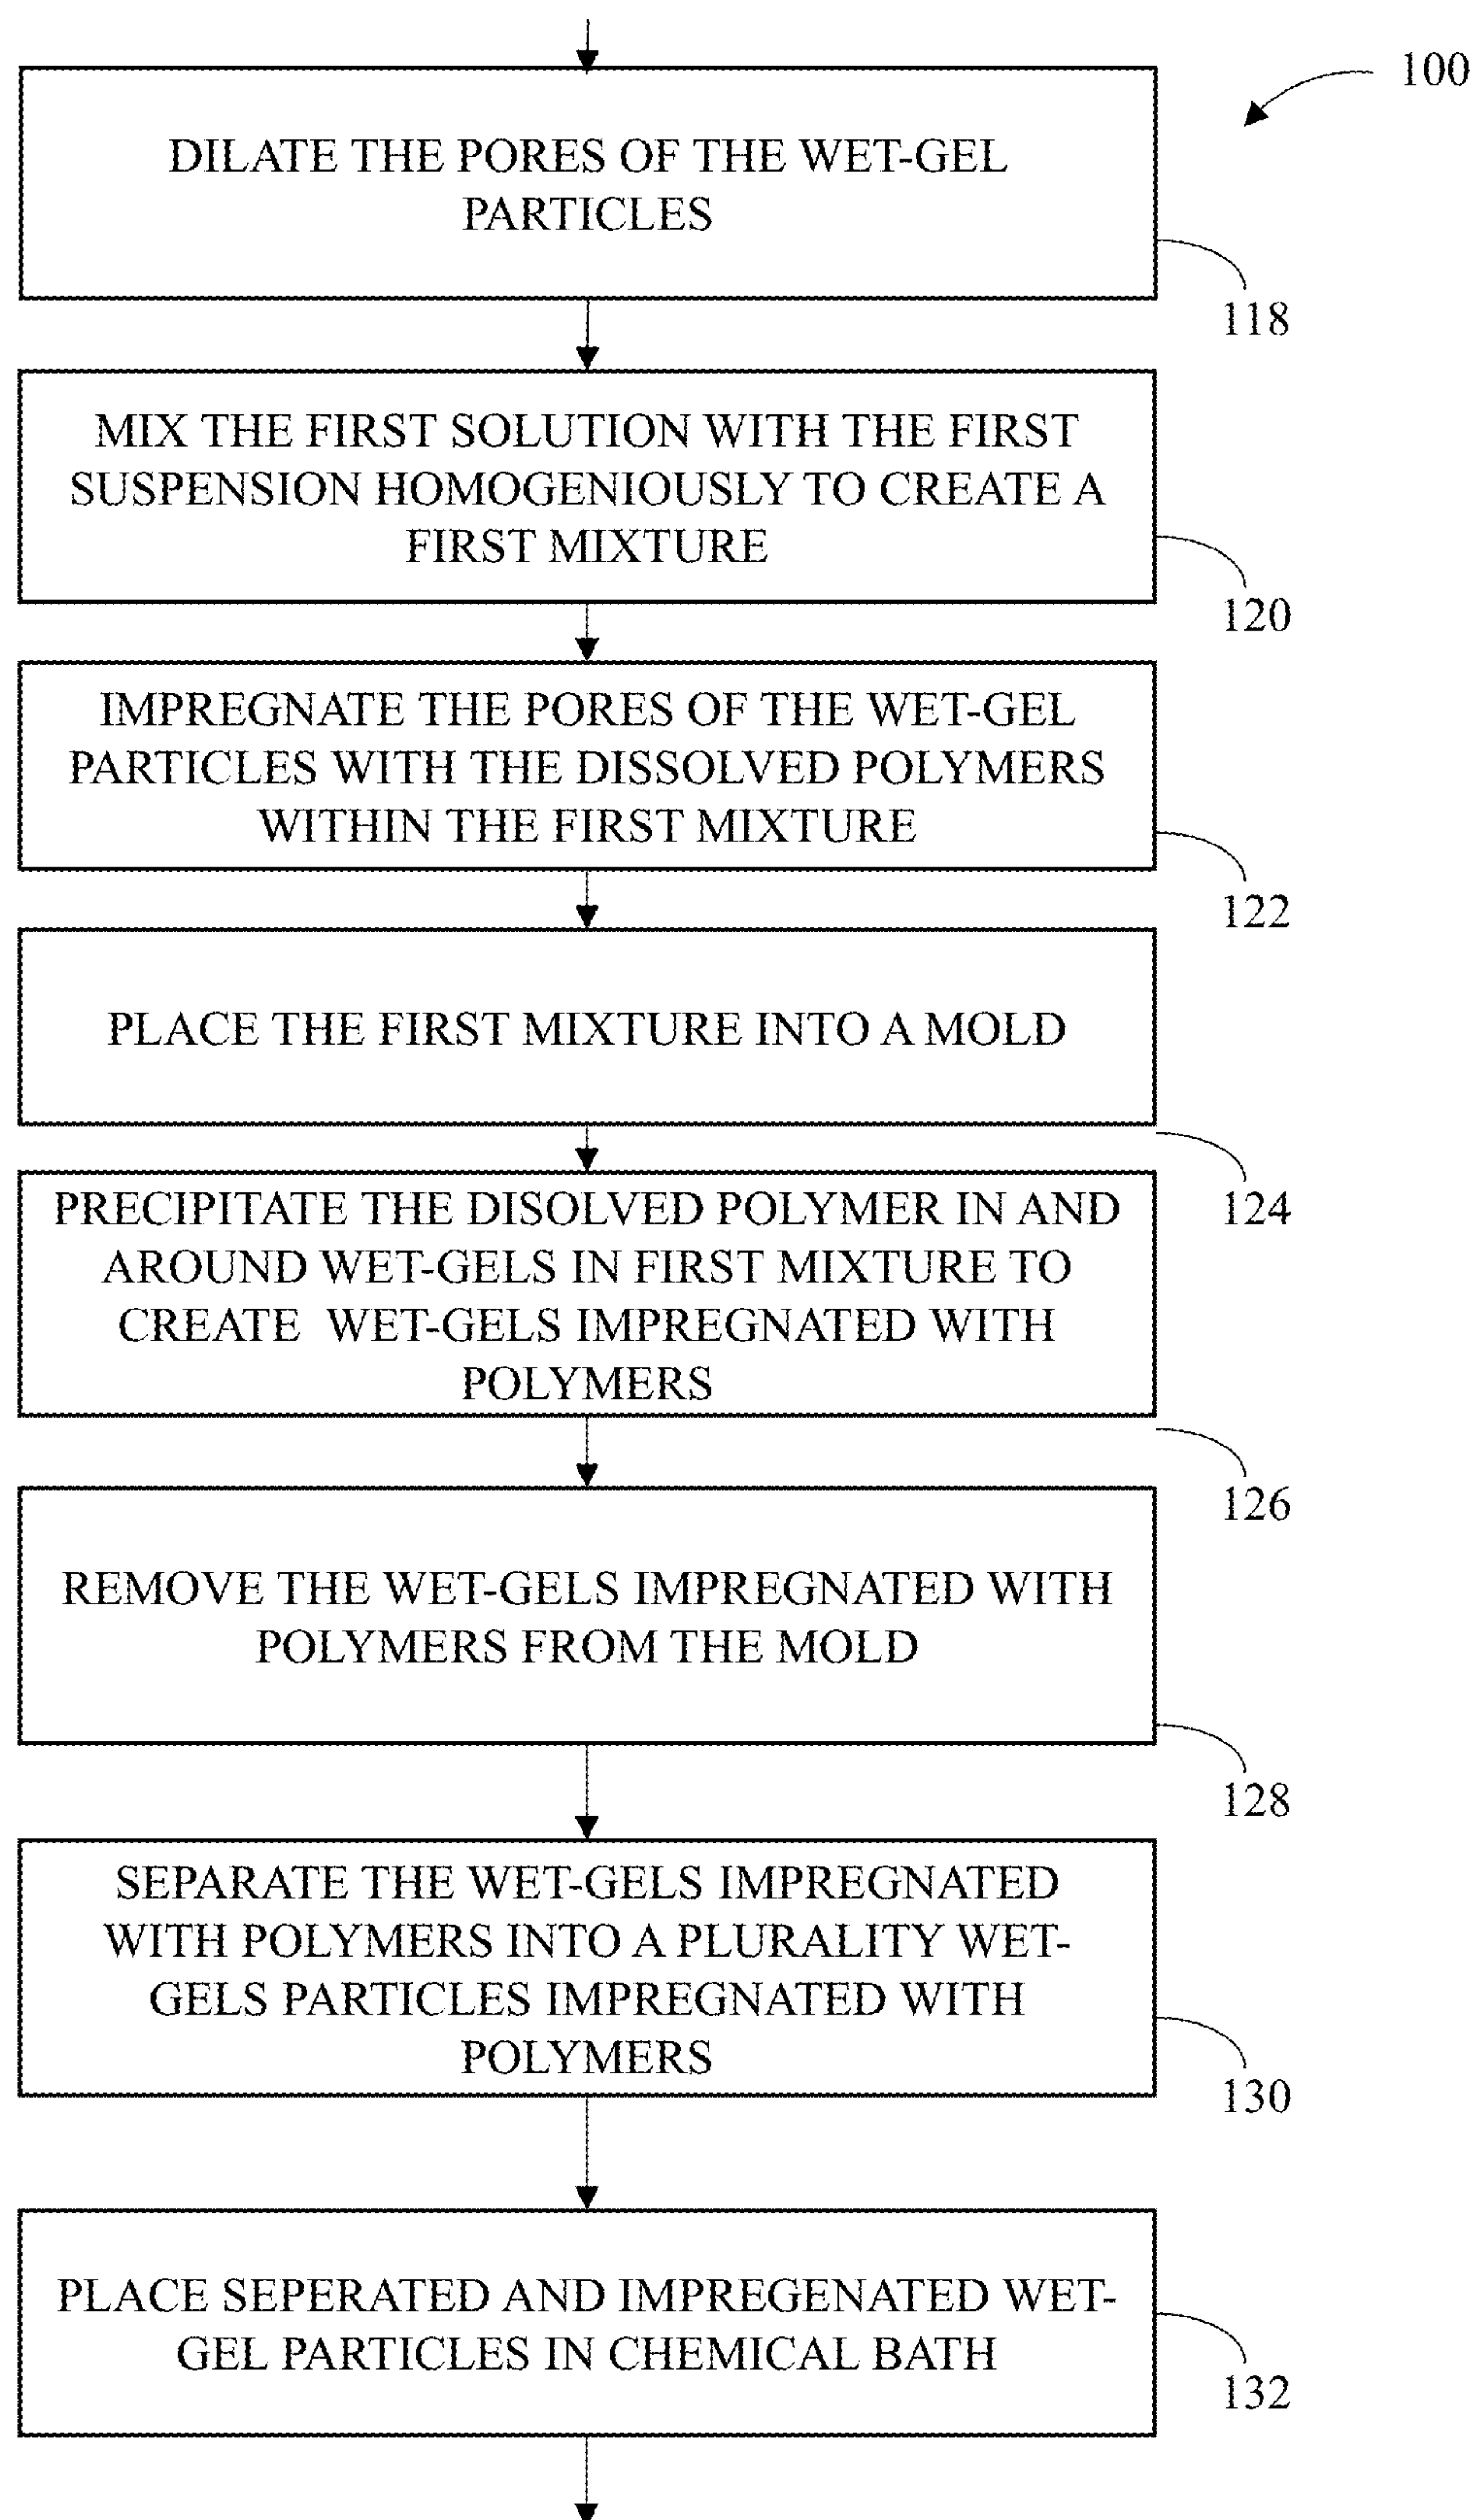 100
DILATE THE PORES OF THE WET-GEL
PARTICLES
118
MIX THE FIRST SOLUTION WITH THE FIRST
SUSPENSION HOMOGENIOUSLY TO CREATE A
FIRST MIXTURE
120
IMPREGNATE THE PORES OF THE WET-GEL
PARTICLES WITH THE DISSOLVED POLYMERS
WITHIN THE FIRST MIXTURE
122
PLACE THE FIRST MIXTURE INTO A MOLD
124
PRECIPITATE THE DISOLVED POLYMER IN AND
AROUND WET-GELS IN FIRST MIXTURE TO
CREATE WET-GELS IMPREGNATED WITH
POLYMERS
126
REMOVE THE WET-GELS IMPREGNATED WITH
POLYMERS FROM THE MOLD
128
SEPARATE THE WET-GELS IMPREGNATED
WITH POLYMERS INTO A PLURALITY WET-
GELS PARTICLES IMPREGNATED WITH
POLYMERS
130
PLACE SEPERATED AND IMPREGENATED WET-
GEL PARTICLES IN CHEMICAL BATH
132